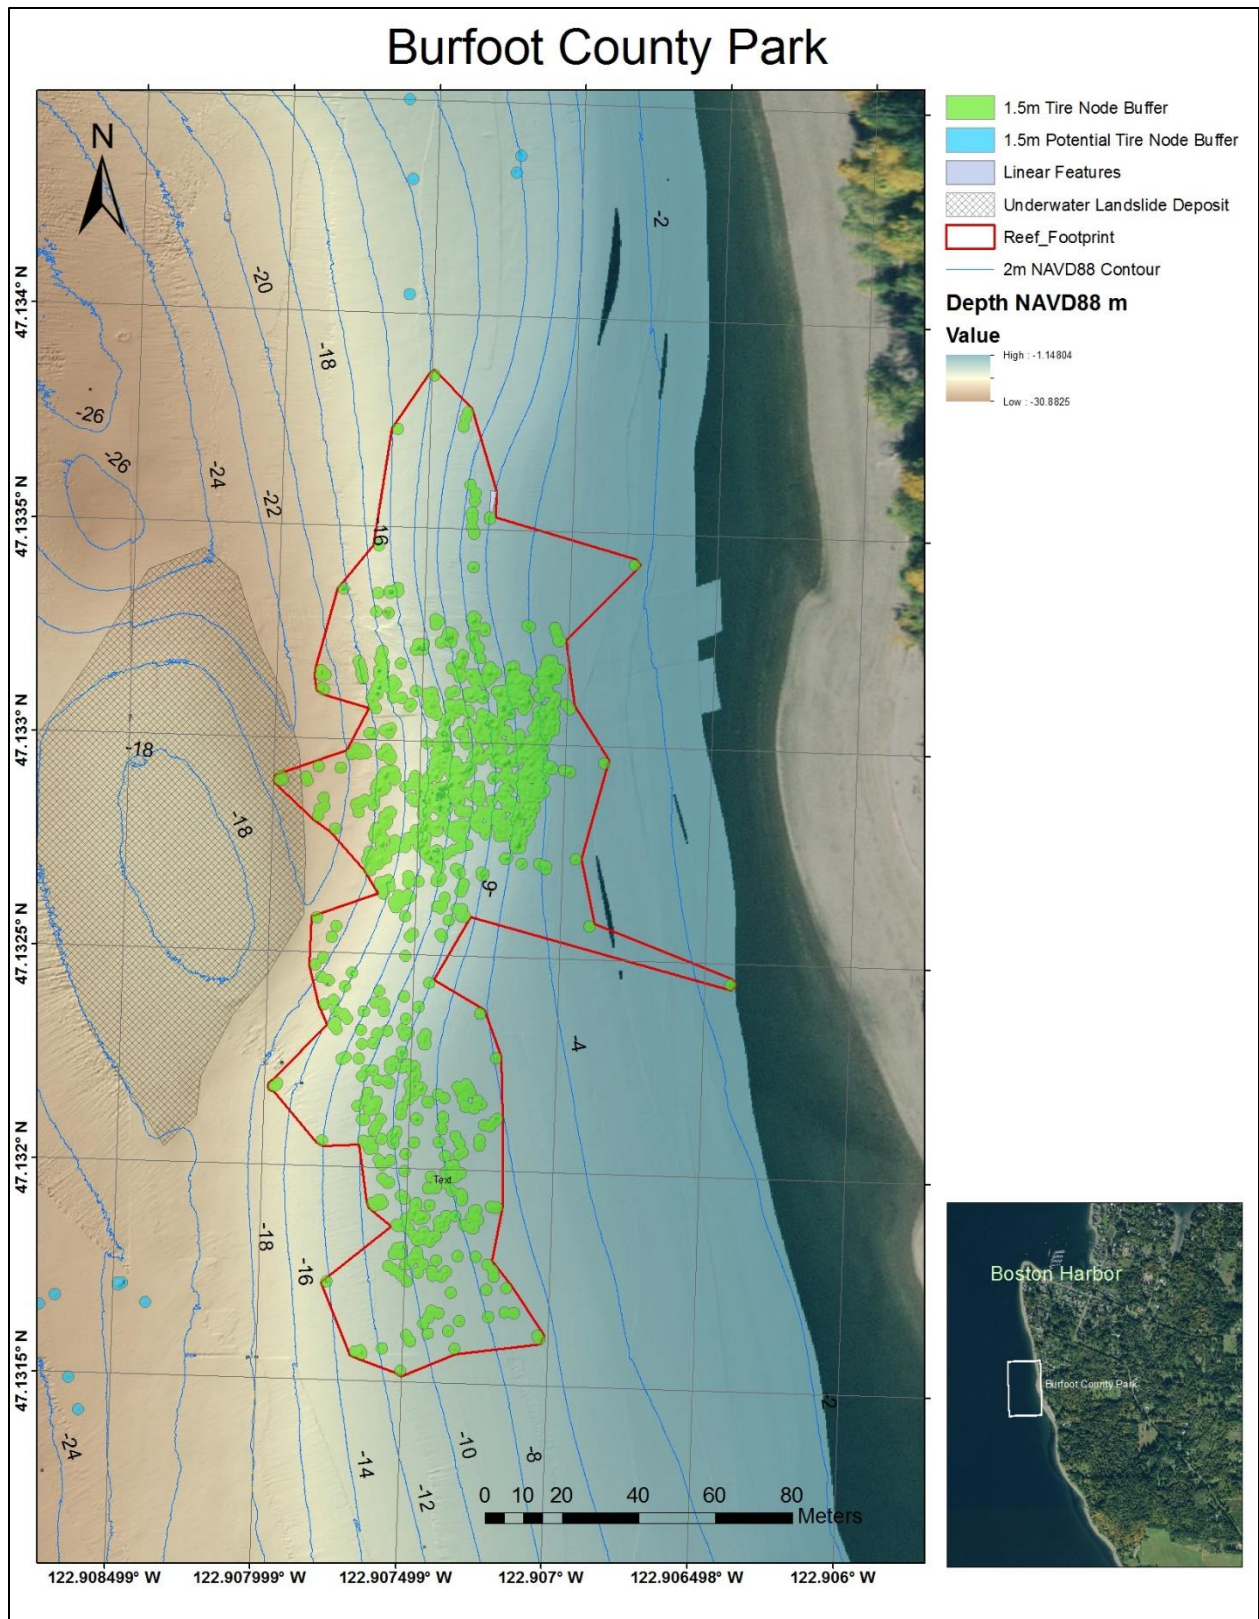 Burfoot County Park
N
1.5m Tire Node Buffer
1.5m Potential Tire Node Buffer
Linear Features
Underwater Landslide Deposit
Reef_Footprint
2m NAVD88 Contour
Depth NAVD88 m
Value
High : -1.14804
Low : -30.8825
47.134° N
47.1335° N
47.133° N
47.1325° N
47.132° N
47.1315° N
-2
-20
-18
-26
-26
-24
-22
16
-18
-18
-6
-4
Text
-18
-16
-2
-24
-14
-12
-10
-8
0 10 20 40 60 80
Meters
122.908499° W 122.907999° W 122.907499° W 122.907° W 122.906498° W 122.906° W
Boston Harbor
Burfoot County Park